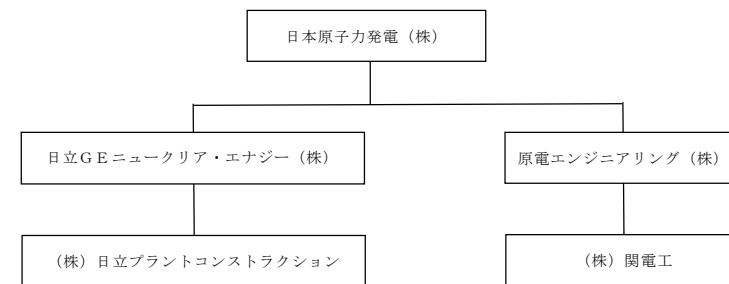 日本原子力発電（株）
日立ＧＥニュークリア・エナジー（株）
原電エンジニアリング（株）
（株）日立プラントコンストラクション
（株）関電工